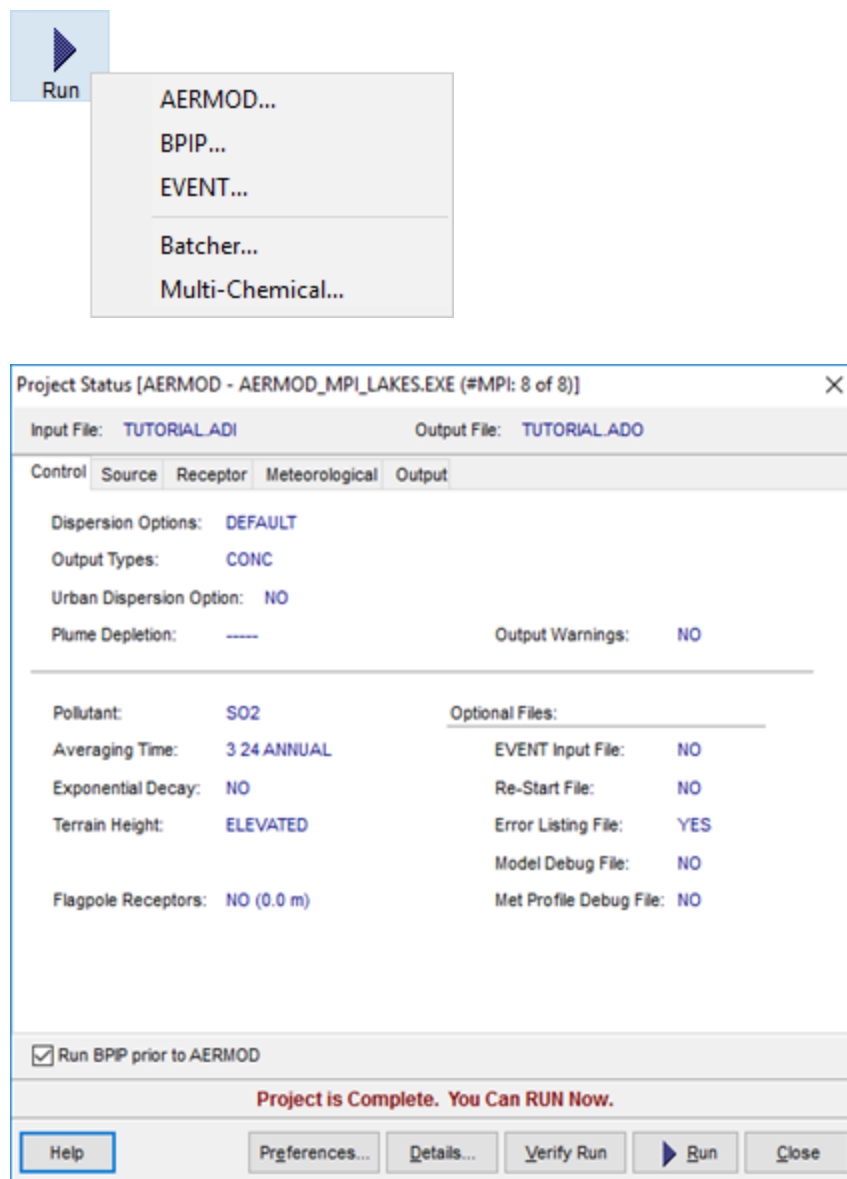 Run
AERMOD...
BPIP...
EVENT...
Batcher...
Multi-Chemical...
Project Status [AERMOD - AERMOD_MPI_LAKES.EXE (#MPI: 8 of 8)]
Input File: TUTORIAL.ADI Output File: TUTORIAL.ADO
Control Source Receptor Meteorological Output
Dispersion Options: DEFAULT
Output Types: CONC
Urban Dispersion Option: NO
Plume Depletion: ----- Output Warnings: NO
Pollutant: SO2 Optional Files:
Averaging Time: 3 24 ANNUAL EVENT Input File: NO
Exponential Decay: NO Re-Start File: NO
Terrain Height: ELEVATED Error Listing File: YES
Model Debug File: NO
Flagpole Receptors: NO (0.0 m) Met Profile Debug File: NO
Run BPIP prior to AERMOD
Project is Complete. You Can RUN Now.
Help Preferences... Details... Verify Run Run Close